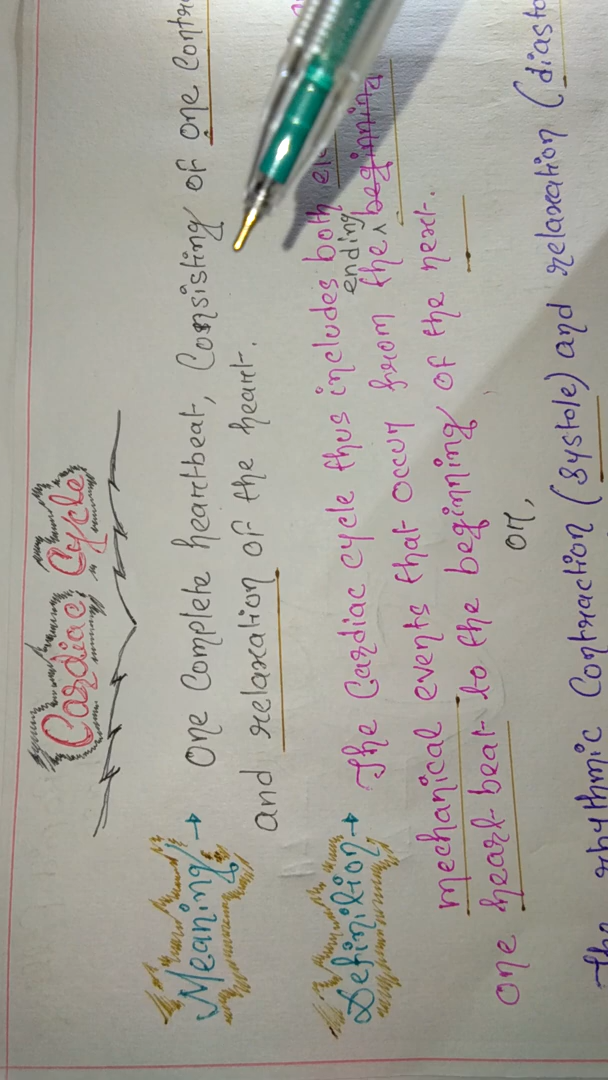 Cardiac Cycle
Meaning → One Complete heartbeat, Consisting of one
and relaxation of the heart.
Definition → The Cardiac cycle thus includes both
mechanical events that occur from the ending beginning
one heart-beat to the beginning of the next.
or,
rhythmic Contraction (systole) and relaxation